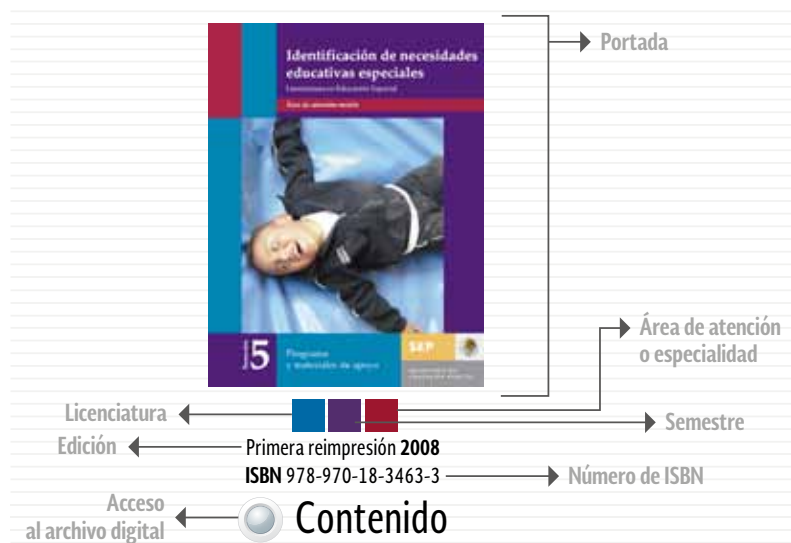 Portada
Identificación de necesidades
educativas especiales
Licenciatura en Educación Especial
Semestre
5
Programa
y materiales de apoyo
SEP
Área de atención
o especialidad
Licenciatura
Semestre
Edición
Primera reimpresión 2008
ISBN 978-970-18-3463-3
Número de ISBN
Acceso
al archivo digital
Contenido